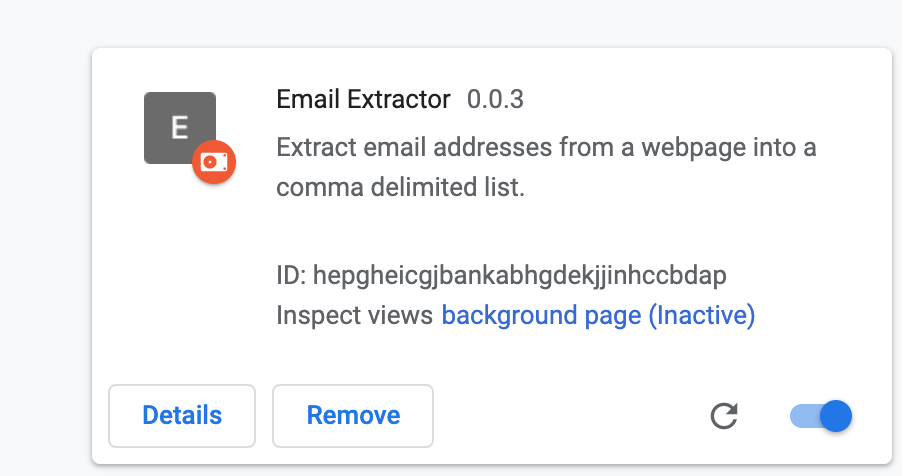 E
Email Extractor 0.0.3
Extract email addresses from a webpage into a
comma delimited list.
ID: hepgheicgjbankabhgdekjjinhccbdap
Inspect views background page (Inactive)
Details Remove